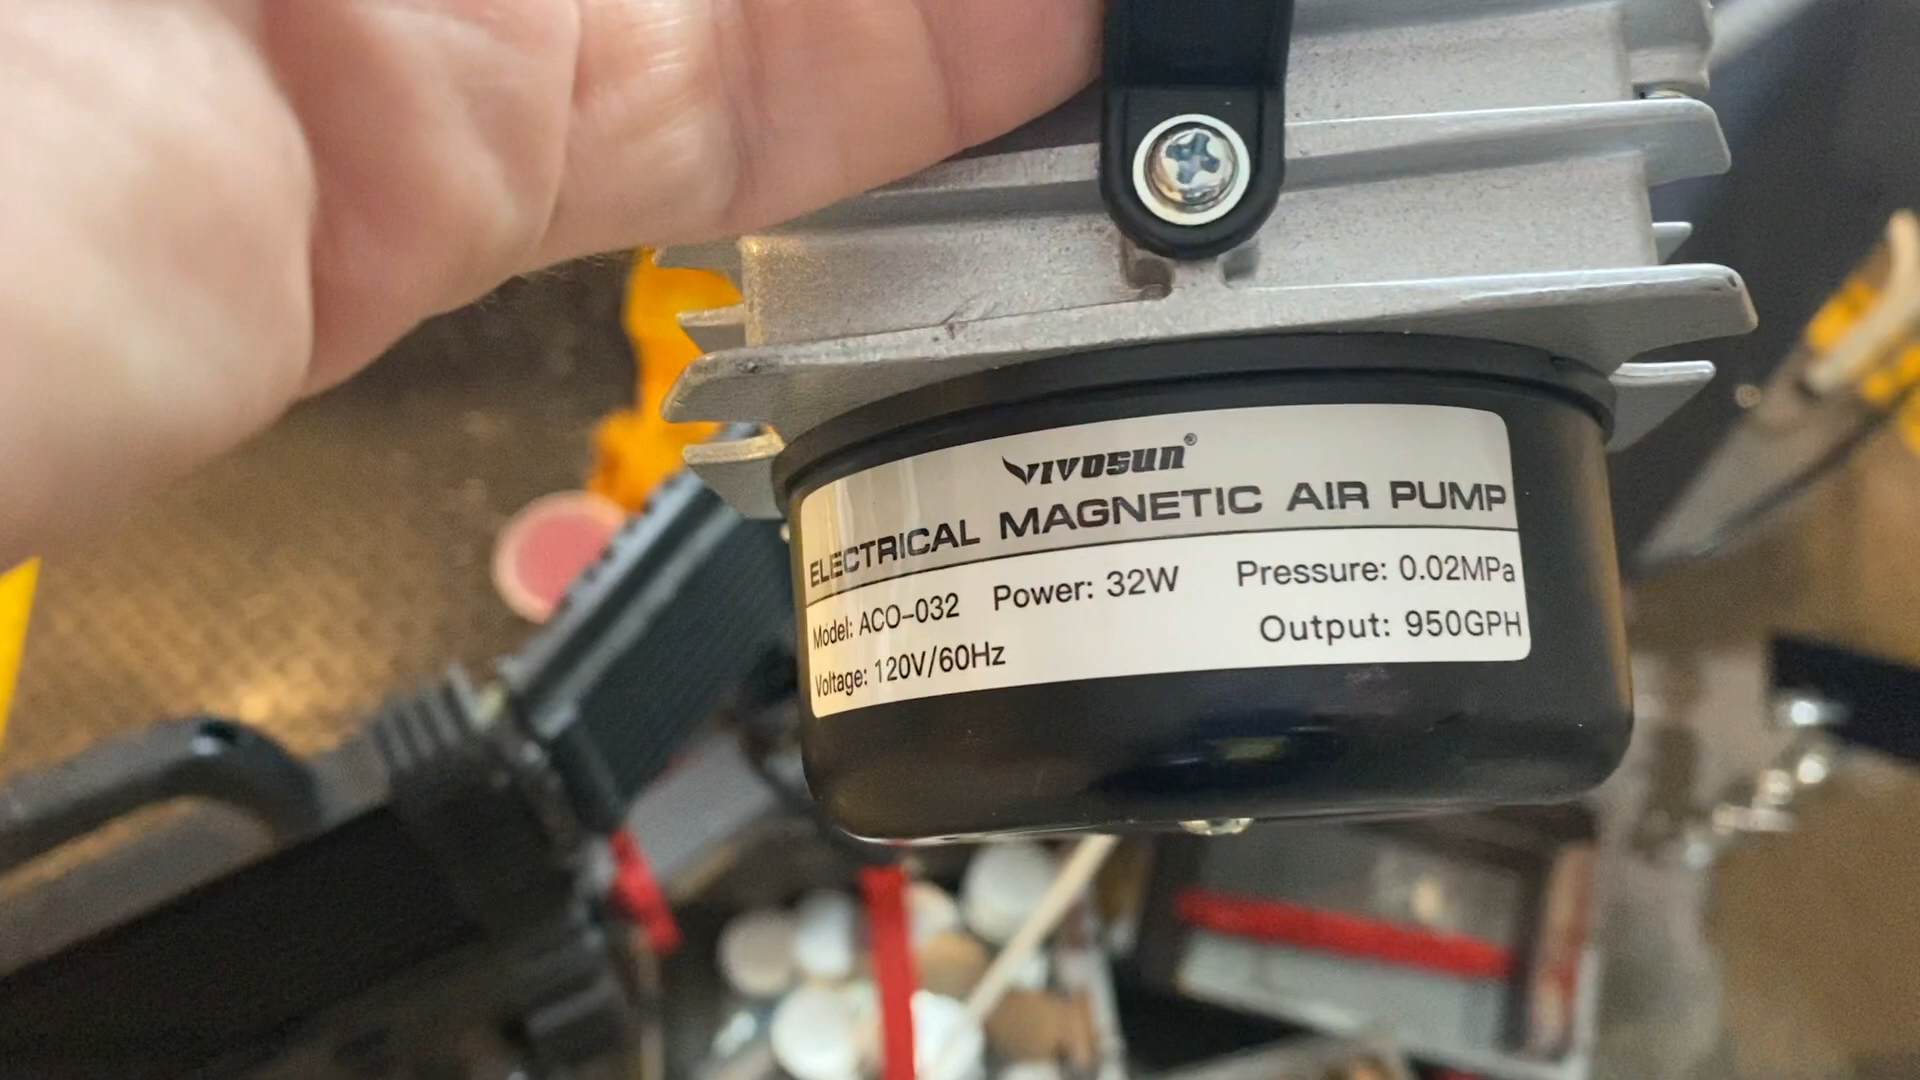 VIVOSUN®
ELECTRICAL MAGNETIC AIR PUMP
Model: ACO-032 Power: 32W Pressure: 0.02MPa
Voltage: 120V/60Hz Output: 950GPH